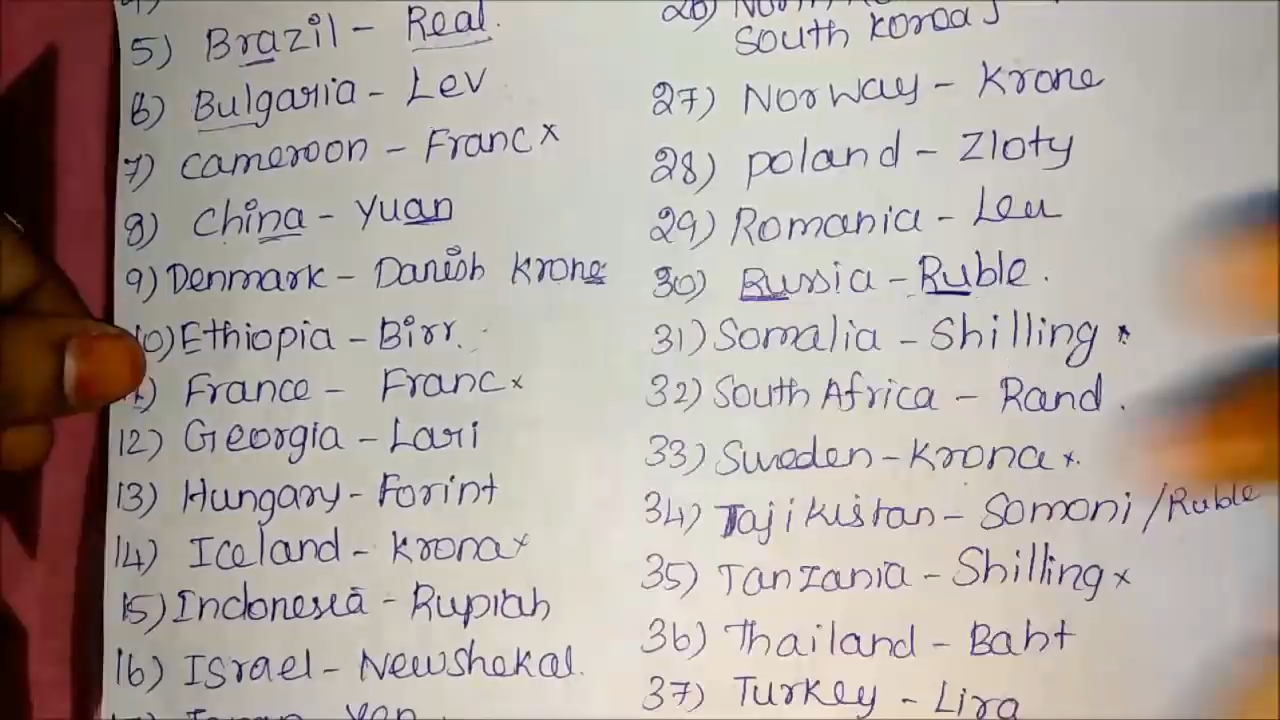 5) Brazil - Real.
6) Bulgaria - Lev
7) Cameroon - Franc x
8) China - Yuan
9) Denmark - Danish Krone
10) Ethiopia - Birr.
France - Franc x
12) Georgia - Lari
13) Hungary - Forint
14) Iceland - Krona x
15) Indonesia - Rupiah
16) Israel - Newshekal.
Yen
26)
South Korea
27) Norway - Krone
28) Poland - Zloty
29) Romania - Leu
30) Russia - Ruble.
31) Somalia - Shilling *
32) South Africa - Rand.
33) Sweden - Krona x.
34) Tajikistan - Somoni / Ruble
35) Tanzania - Shilling x
36) Thailand - Baht
37) Turkey - Lira